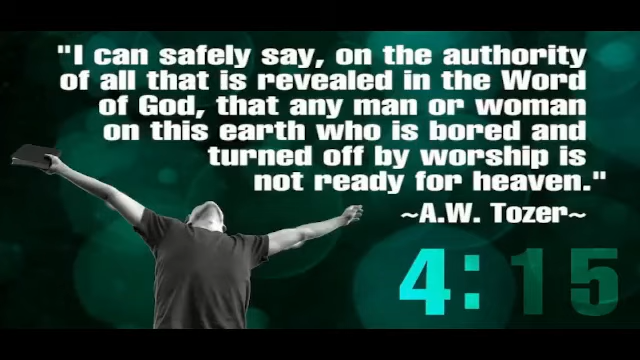 "I can safely say, on the authority
of all that is revealed in the Word
of God, that any man or woman
on this earth who is bored and
turned off by worship is
not ready for heaven."
~A.W. Tozer~
4:15